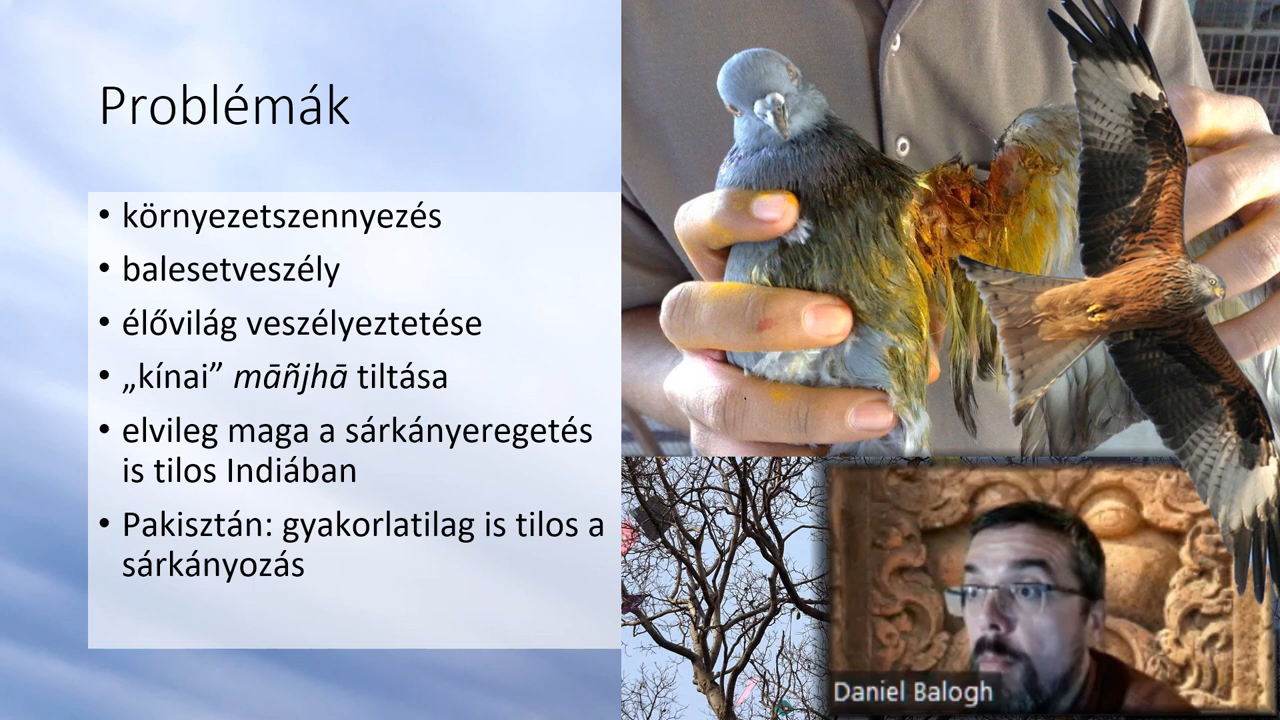 Problémák
• környezetszennyezés
• balesetveszély
• élővilág veszélyeztetése
• „kínai” māñjhā tiltása
• elvileg maga a sárkányeregetés
is tilos Indiában
• Pakisztán: gyakorlatilag is tilos a
sárkányozás
Daniel Balogh